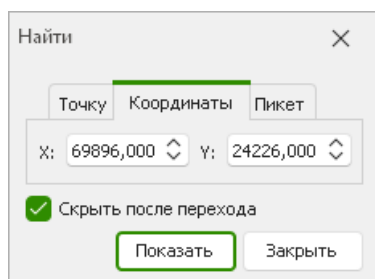 Найти
Точку Координаты Пикет
X: 69896,000 Y: 24226,000
Скрыть после перехода
Показать Закрыть